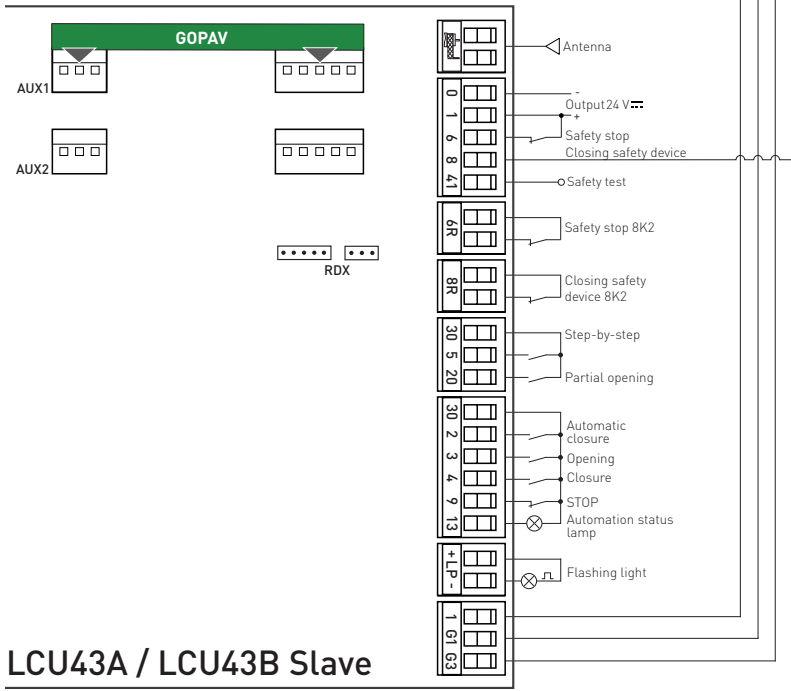 GOPAV
AUX1
AUX2
RDX
Antenna
0
-
Output 24 V
1
+
6
Safety stop
8
Closing safety device
41
Safety test
6R
Safety stop 8K2
8R
Closing safety
device 8K2
30
Step-by-step
5
20
Partial opening
30
2
Automatic
closure
3
Opening
4
Closure
9
STOP
13
Automation status
lamp
+ LP -
Flashing light
1
G1
G3
LCU43A / LCU43B Slave